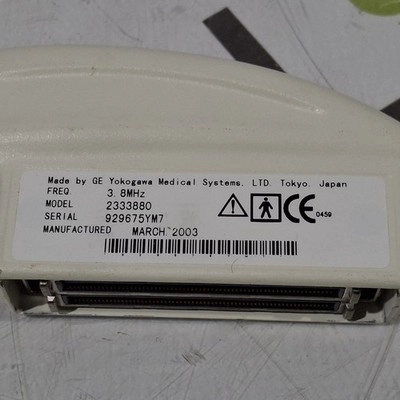 Made by GE Yokogawa Medical Systems. LTD. Tokyo. Japan
FREQ. 3.8MHz
MODEL 2333880
SERIAL 929675YM7
MANUFACTURED MARCH. 2003
CE 0459